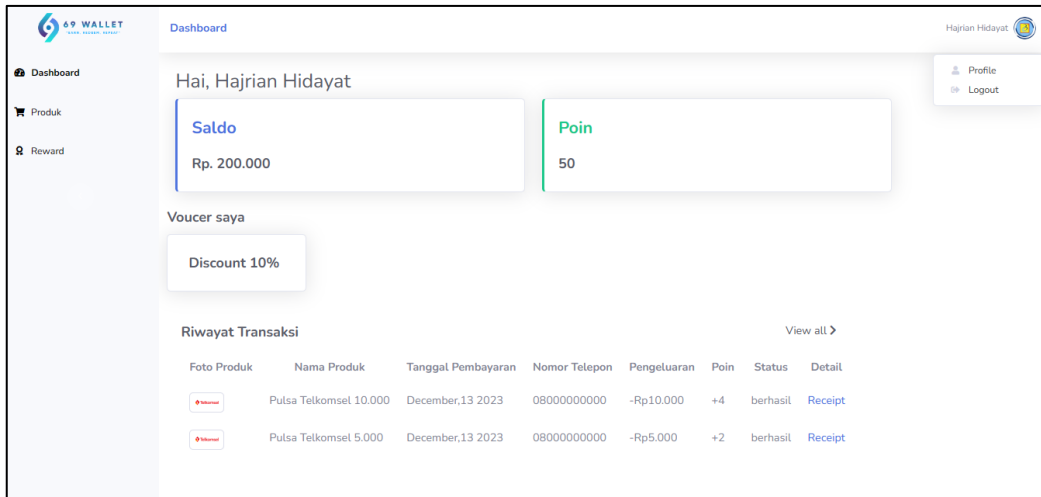 69 WALLET
Dashboard
Hajrian Hidayat
Dashboard
Produk
Reward
Profile
Logout
Hai, Hajrian Hidayat
Saldo
Rp. 200.000
Poin
50
Voucer saya
Discount 10%
Riwayat Transaksi
View all
Foto Produk Nama Produk Tanggal Pembayaran Nomor Telepon Pengeluaran Poin Status Detail
Telkomsel Pulsa Telkomsel 10.000 December,13 2023 08000000000 -Rp10.000 +4 berhasil Receipt
Telkomsel Pulsa Telkomsel 5.000 December,13 2023 08000000000 -Rp5.000 +2 berhasil Receipt